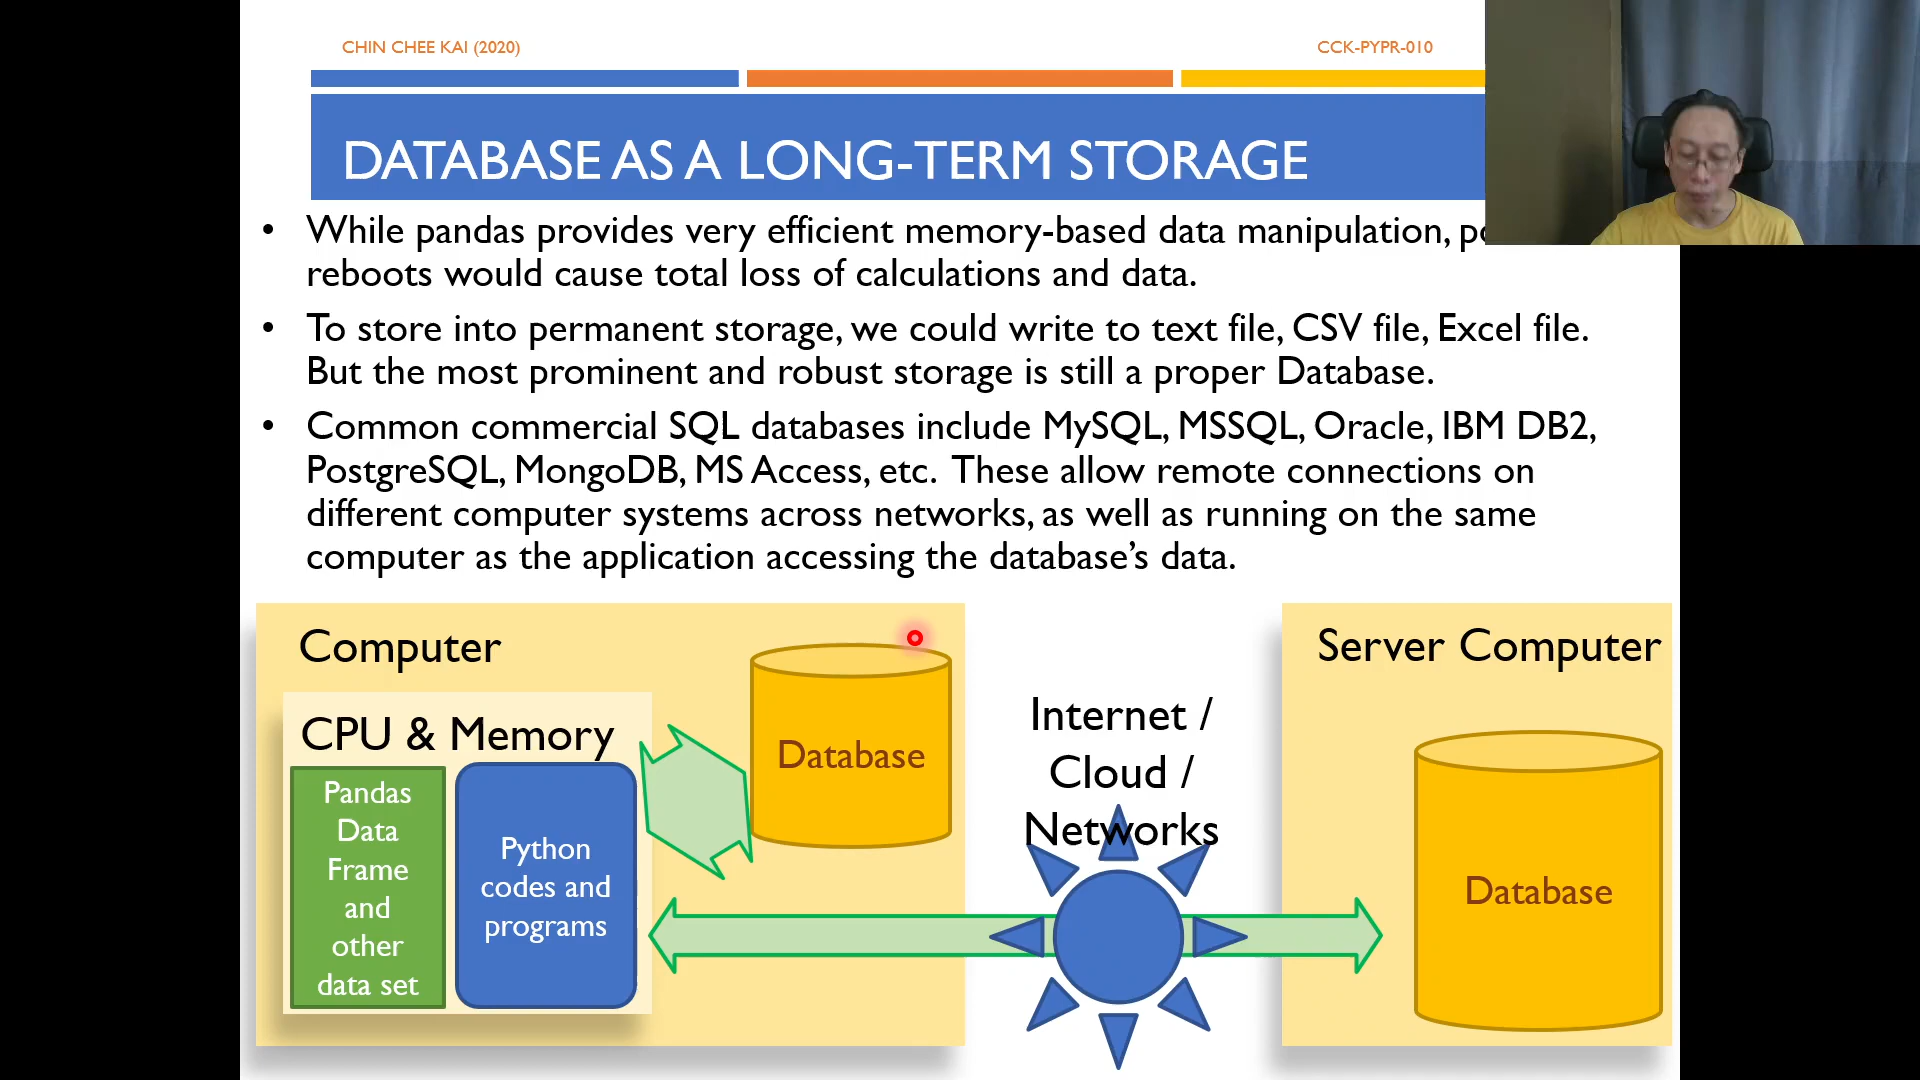 CHIN CHEE KAI (2020)
CCK-PYPR-010
DATABASE AS A LONG-TERM STORAGE
• While pandas provides very efficient memory-based data manipulation,
reboots would cause total loss of calculations and data.
• To store into permanent storage, we could write to text file, CSV file, Excel file.
But the most prominent and robust storage is still a proper Database.
• Common commercial SQL databases include MySQL, MSSQL, Oracle, IBM DB2,
PostgreSQL, MongoDB, MS Access, etc. These allow remote connections on
different computer systems across networks, as well as running on the same
computer as the application accessing the database’s data.
Computer
CPU & Memory
Pandas
Data
Frame
and
other
data set
Python
codes and
programs
Database
Internet /
Cloud /
Networks
Server Computer
Database